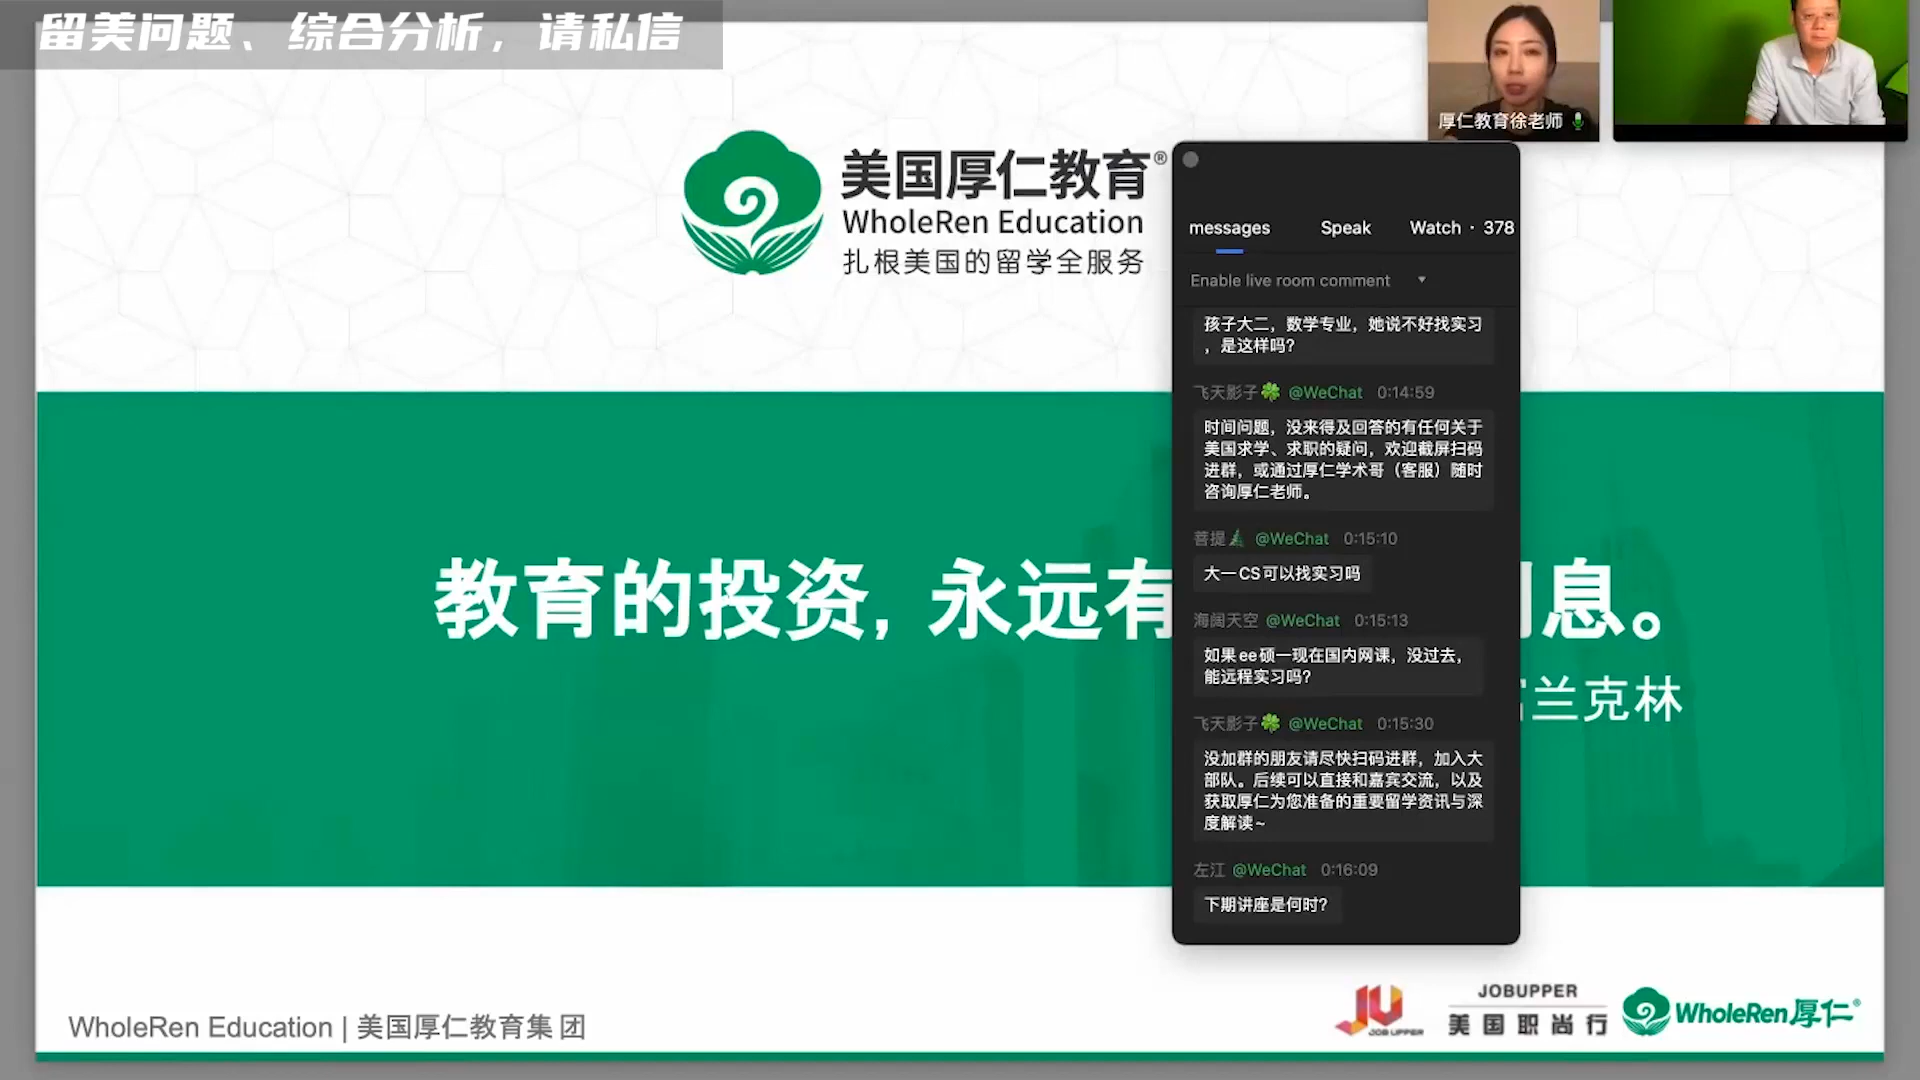 留美问题、综合分析，请私信
厚仁教育徐老师
美国厚仁教育®
WholeRen Education
扎根美国的留学全服务
messages Speak Watch · 378
Enable live room comment
孩子大二，数学专业，她说不好找实习
，是这样吗？
飞天影子🍀 @WeChat 0:14:59
时间问题，没来得及回答的有任何关于
美国求学、求职的疑问，欢迎截屏扫码
进群，或通过厚仁学术哥（客服）随时
咨询厚仁老师。
菩提🌲 @WeChat 0:15:10
大一CS可以找实习吗
海阔天空 @WeChat 0:15:13
如果ee硕一现在国内网课，没过去，
能远程实习吗？
飞天影子🍀 @WeChat 0:15:30
没加群的朋友请尽快扫码进群，加入大
部队。后续可以直接和嘉宾交流，以及
获取厚仁为您准备的重要留学资讯与深
度解读~
左江 @WeChat 0:16:09
下期讲座是何时？
教育的投资，永远有 息。
兰克林
WholeRen Education | 美国厚仁教育集团
JU
JOB UPPER
JOBUPPER
美国职尚行
WholeRen厚仁®